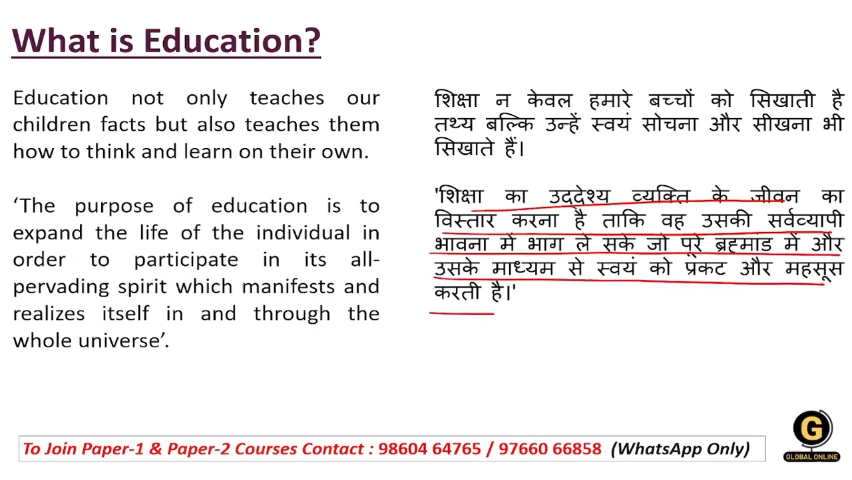 What is Education?
Education not only teaches our
children facts but also teaches them
how to think and learn on their own.
‘The purpose of education is to
expand the life of the individual in
order to participate in its all-
pervading spirit which manifests and
realizes itself in and through the
whole universe’.
शिक्षा न केवल हमारे बच्चों को सिखाती है
तथ्य बल्कि उन्हें स्वयं सोचना और सीखना भी
सिखाते हैं।
'शिक्षा का उद्देश्य व्यक्ति के जीवन का
विस्तार करना है ताकि वह उसकी सर्वव्यापी
भावना में भाग ले सके जो पूरे ब्रह्मांड में और
उसके माध्यम से स्वयं को प्रकट और महसूस
करती है।'
To Join Paper-1 & Paper-2 Courses Contact : 98604 64765 / 97660 66858 (WhatsApp Only)
G
GLOBAL ONLINE